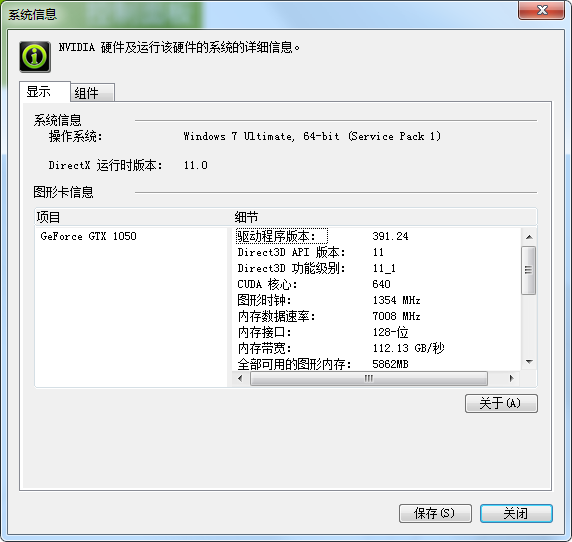 系统信息
NVIDIA 硬件及运行该硬件的系统的详细信息。
显示 组件
系统信息
操作系统: Windows 7 Ultimate, 64-bit (Service Pack 1)
DirectX 运行时版本: 11.0
图形卡信息
项目 细节
GeForce GTX 1050 驱动程序版本: 391.24
Direct3D API 版本: 11
Direct3D 功能级别: 11_1
CUDA 核心: 640
图形时钟: 1354 MHz
内存数据速率: 7008 MHz
内存接口: 128-位
内存带宽: 112.13 GB/秒
全部可用的图形内存: 5862MB
关于(A)
保存(S) 关闭